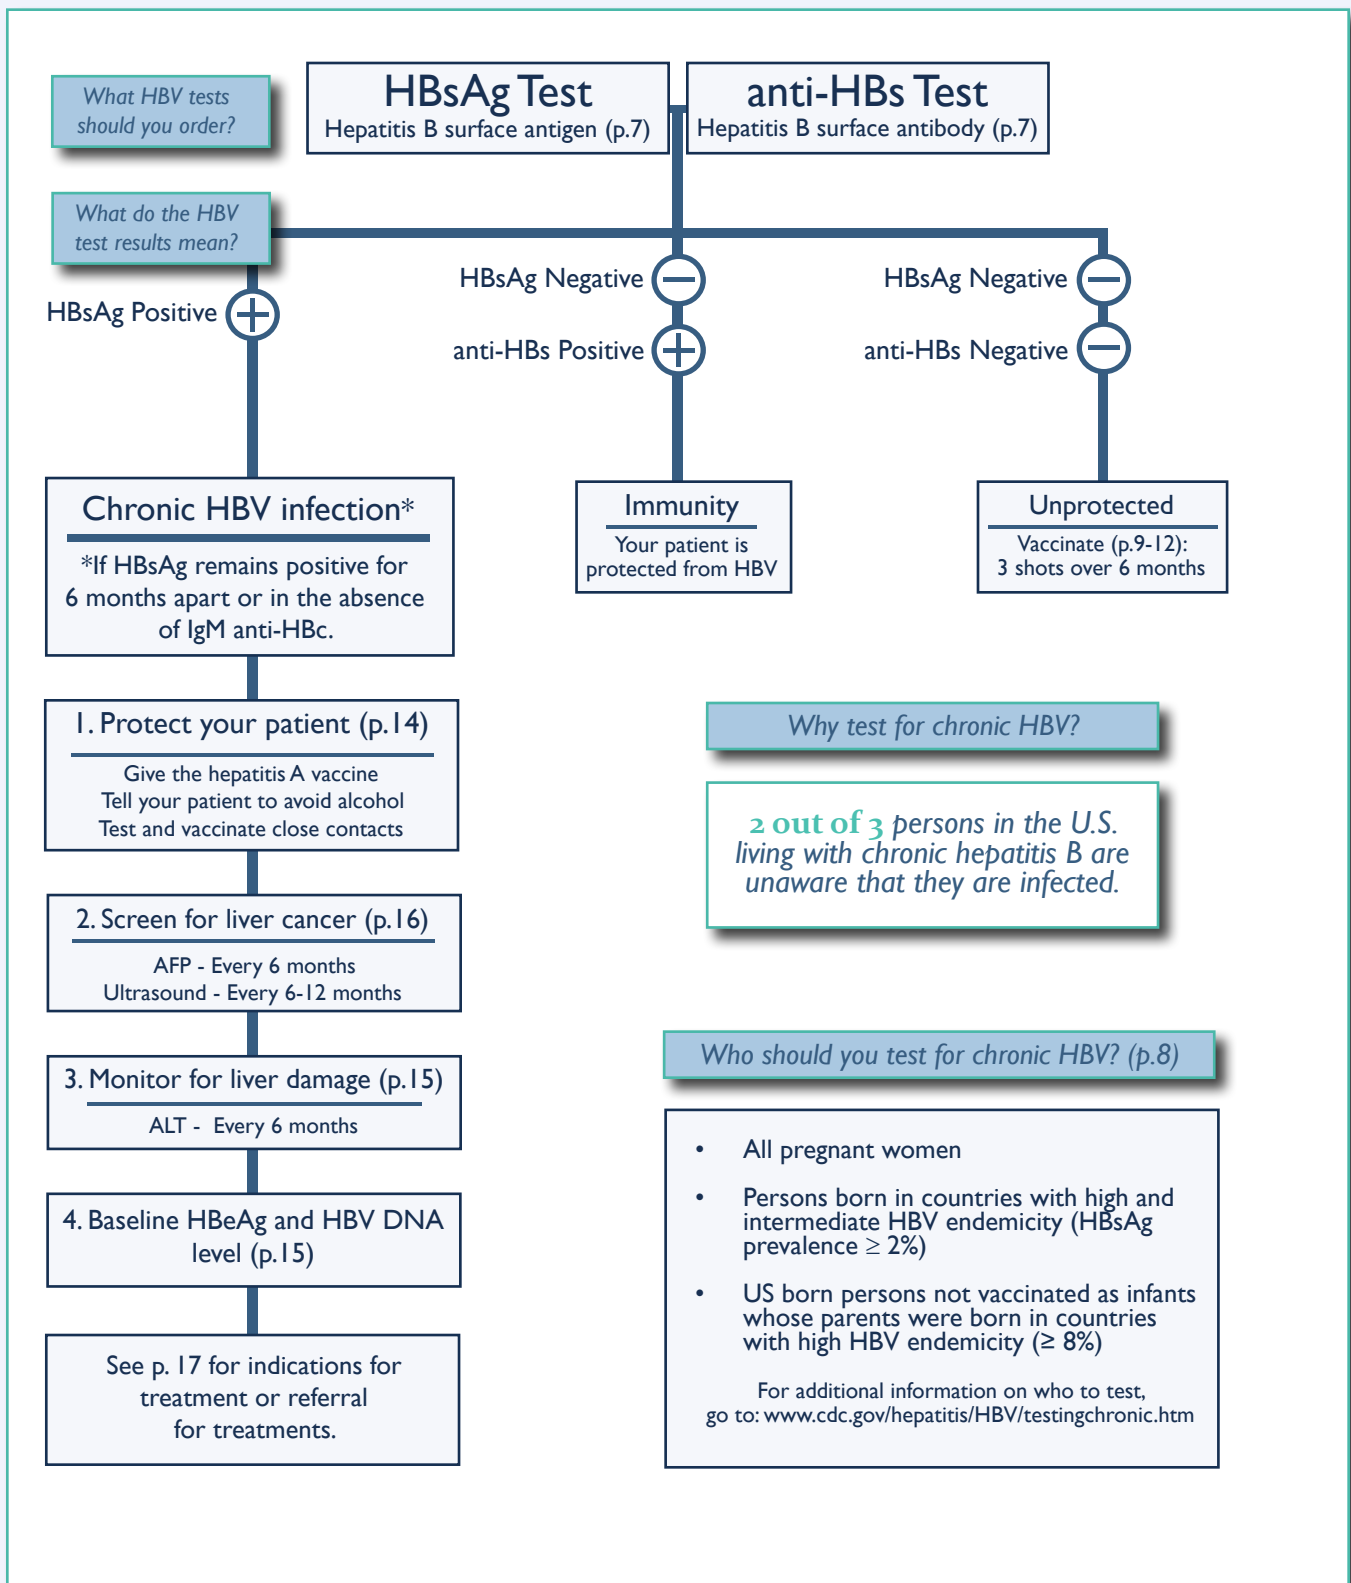 What HBV tests
should you order?
HBsAg Test
Hepatitis B surface antigen (p.7)
anti-HBs Test
Hepatitis B surface antibody (p.7)
What do the HBV
test results mean?
HBsAg Positive
HBsAg Negative
anti-HBs Positive
HBsAg Negative
anti-HBs Negative
Chronic HBV infection*
*If HBsAg remains positive for
6 months apart or in the absence
of IgM anti-HBc.
Immunity
Your patient is
protected from HBV
Unprotected
Vaccinate (p.9-12):
3 shots over 6 months
1. Protect your patient (p.14)
Give the hepatitis A vaccine
Tell your patient to avoid alcohol
Test and vaccinate close contacts
2. Screen for liver cancer (p.16)
AFP - Every 6 months
Ultrasound - Every 6-12 months
3. Monitor for liver damage (p.15)
ALT -  Every 6 months
4. Baseline HBeAg and HBV DNA
level (p.15)
See p. 17 for indications for
treatment or referral
for treatments.
Why test for chronic HBV?
2 out of 3 persons in the U.S.
living with chronic hepatitis B are
unaware that they are infected.
Who should you test for chronic HBV? (p.8)
• All pregnant women
• Persons born in countries with high and
intermediate HBV endemicity (HBsAg
prevalence ≥ 2%)
• US born persons not vaccinated as infants
whose parents were born in countries
with high HBV endemicity (≥ 8%)
For additional information on who to test,
go to: www.cdc.gov/hepatitis/HBV/testingchronic.htm